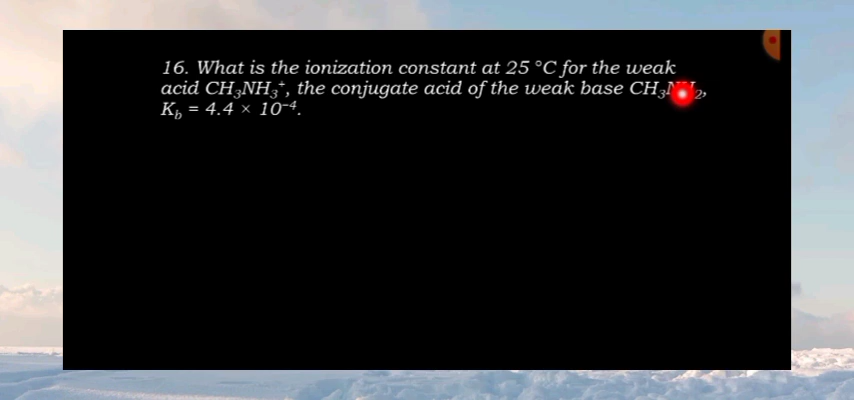 16. What is the ionization constant at 25 °C for the weak
acid CH₃NH₃⁺, the conjugate acid of the weak base
K_b = 4.4 × 10⁻⁴.